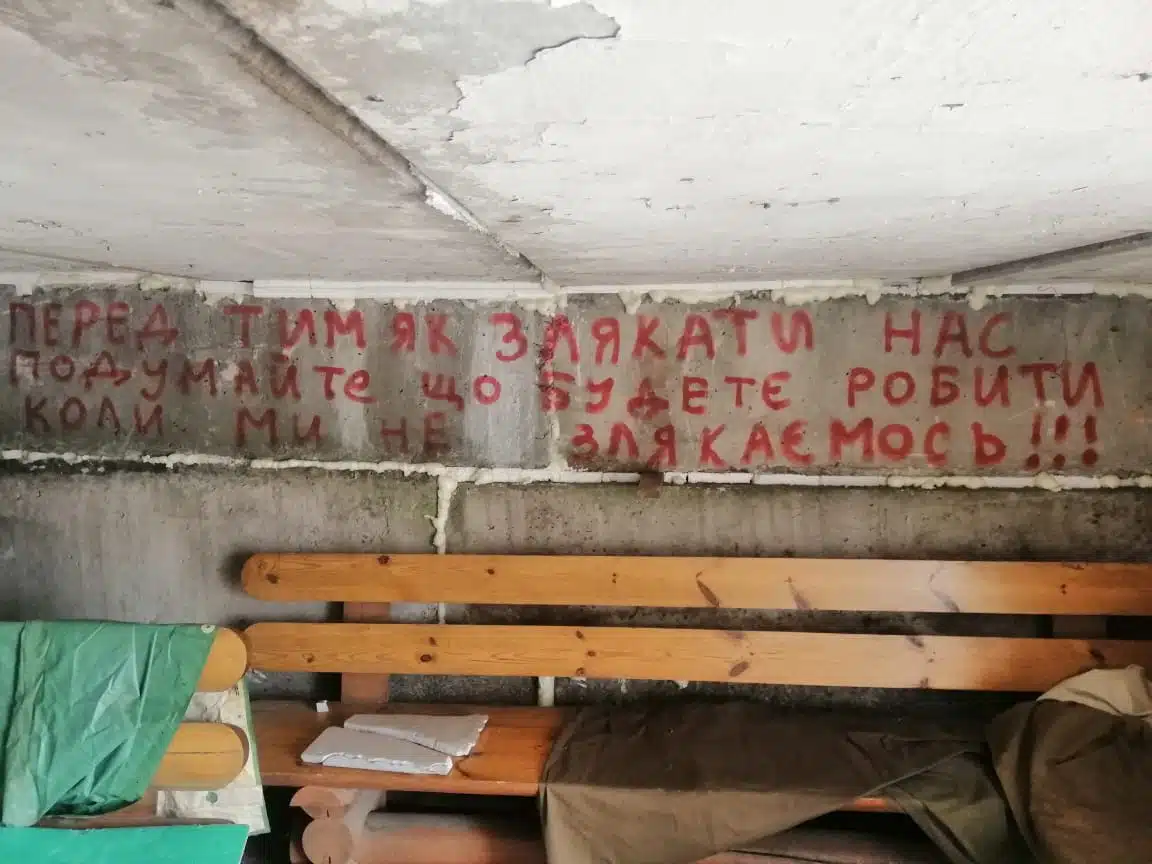 ПЕРЕД ТИМ ЯК ЗЛЯКАТИ НАС
ПОДУМАЙТЕ ЩО БУДЕТЕ РОБИТИ
КОЛИ МИ НЕ ЗЛЯКАЄМОСЬ!!!